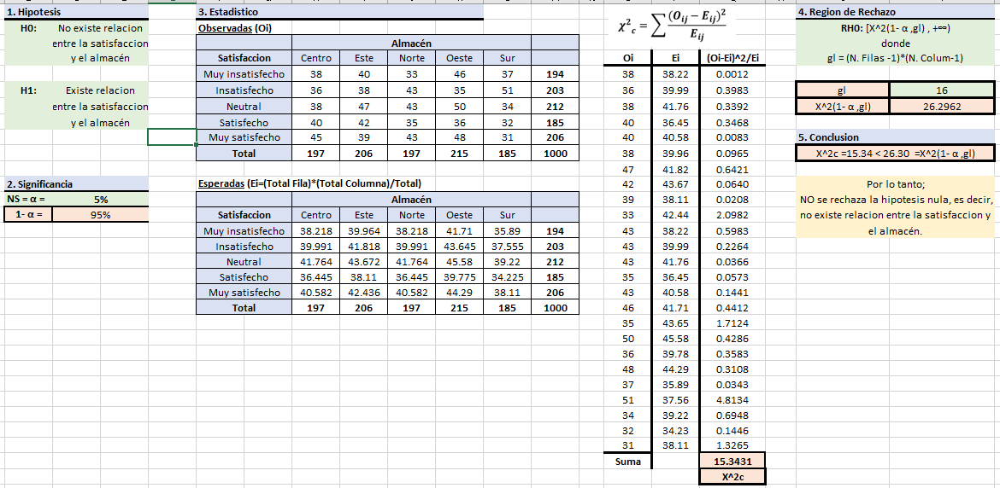 1. Hipotesis
H0: No existe relacion
entre la satisfaccion
y el almacén
H1: Existe relacion
entre la satisfaccion
y el almacén
2. Significancia
NS = α = 5%
1- α = 95%
3. Estadistico
Observadas (Oi)
Almacén
Satisfaccion Centro Este Norte Oeste Sur
Muy insatisfecho 38 40 33 46 37 194
Insatisfecho 36 38 43 35 51 203
Neutral 38 47 43 50 34 212
Satisfecho 40 42 35 36 32 185
Muy satisfecho 45 39 43 48 31 206
Total 197 206 197 215 185 1000
Esperadas (Ei=(Total Fila)*(Total Columna)/Total)
Almacén
Satisfaccion Centro Este Norte Oeste Sur
Muy insatisfecho 38.218 39.964 38.218 41.71 35.89 194
Insatisfecho 39.991 41.818 39.991 43.645 37.555 203
Neutral 41.764 43.672 41.764 45.58 39.22 212
Satisfecho 36.445 38.11 36.445 39.775 34.225 185
Muy satisfecho 40.582 42.436 40.582 44.29 38.11 206
Total 197 206 197 215 185 1000
χ²c = ∑ (Oij − Eij)² / Eij
Oi Ei (Oi-Ei)^2/Ei
38 38.22 0.0012
36 39.99 0.3983
38 41.76 0.3392
40 36.45 0.3468
40 40.58 0.0083
38 39.96 0.0965
47 41.82 0.6421
42 43.67 0.0640
39 38.11 0.0208
33 42.44 2.0982
43 38.22 0.5983
43 39.99 0.2264
43 41.76 0.0366
35 36.45 0.0573
43 40.58 0.1441
46 41.71 0.4412
35 43.65 1.7124
50 45.58 0.4286
36 39.78 0.3583
48 44.29 0.3108
37 35.89 0.0343
51 37.56 4.8134
34 39.22 0.6948
32 34.23 0.1446
31 38.11 1.3265
Suma 15.3431
X^2c
4. Region de Rechazo
RH0: [X^2(1- α ,gl) , +∞)
donde
gl = (N. Filas -1)*(N. Colum-1)
gl 16
X^2(1- α ,gl) 26.2962
5. Conclusion
X^2c =15.34 < 26.30 =X^2(1- α ,gl)
Por lo tanto;
NO se rechaza la hipotesis nula, es decir,
no existe relacion entre la satisfaccion y
el almacén.